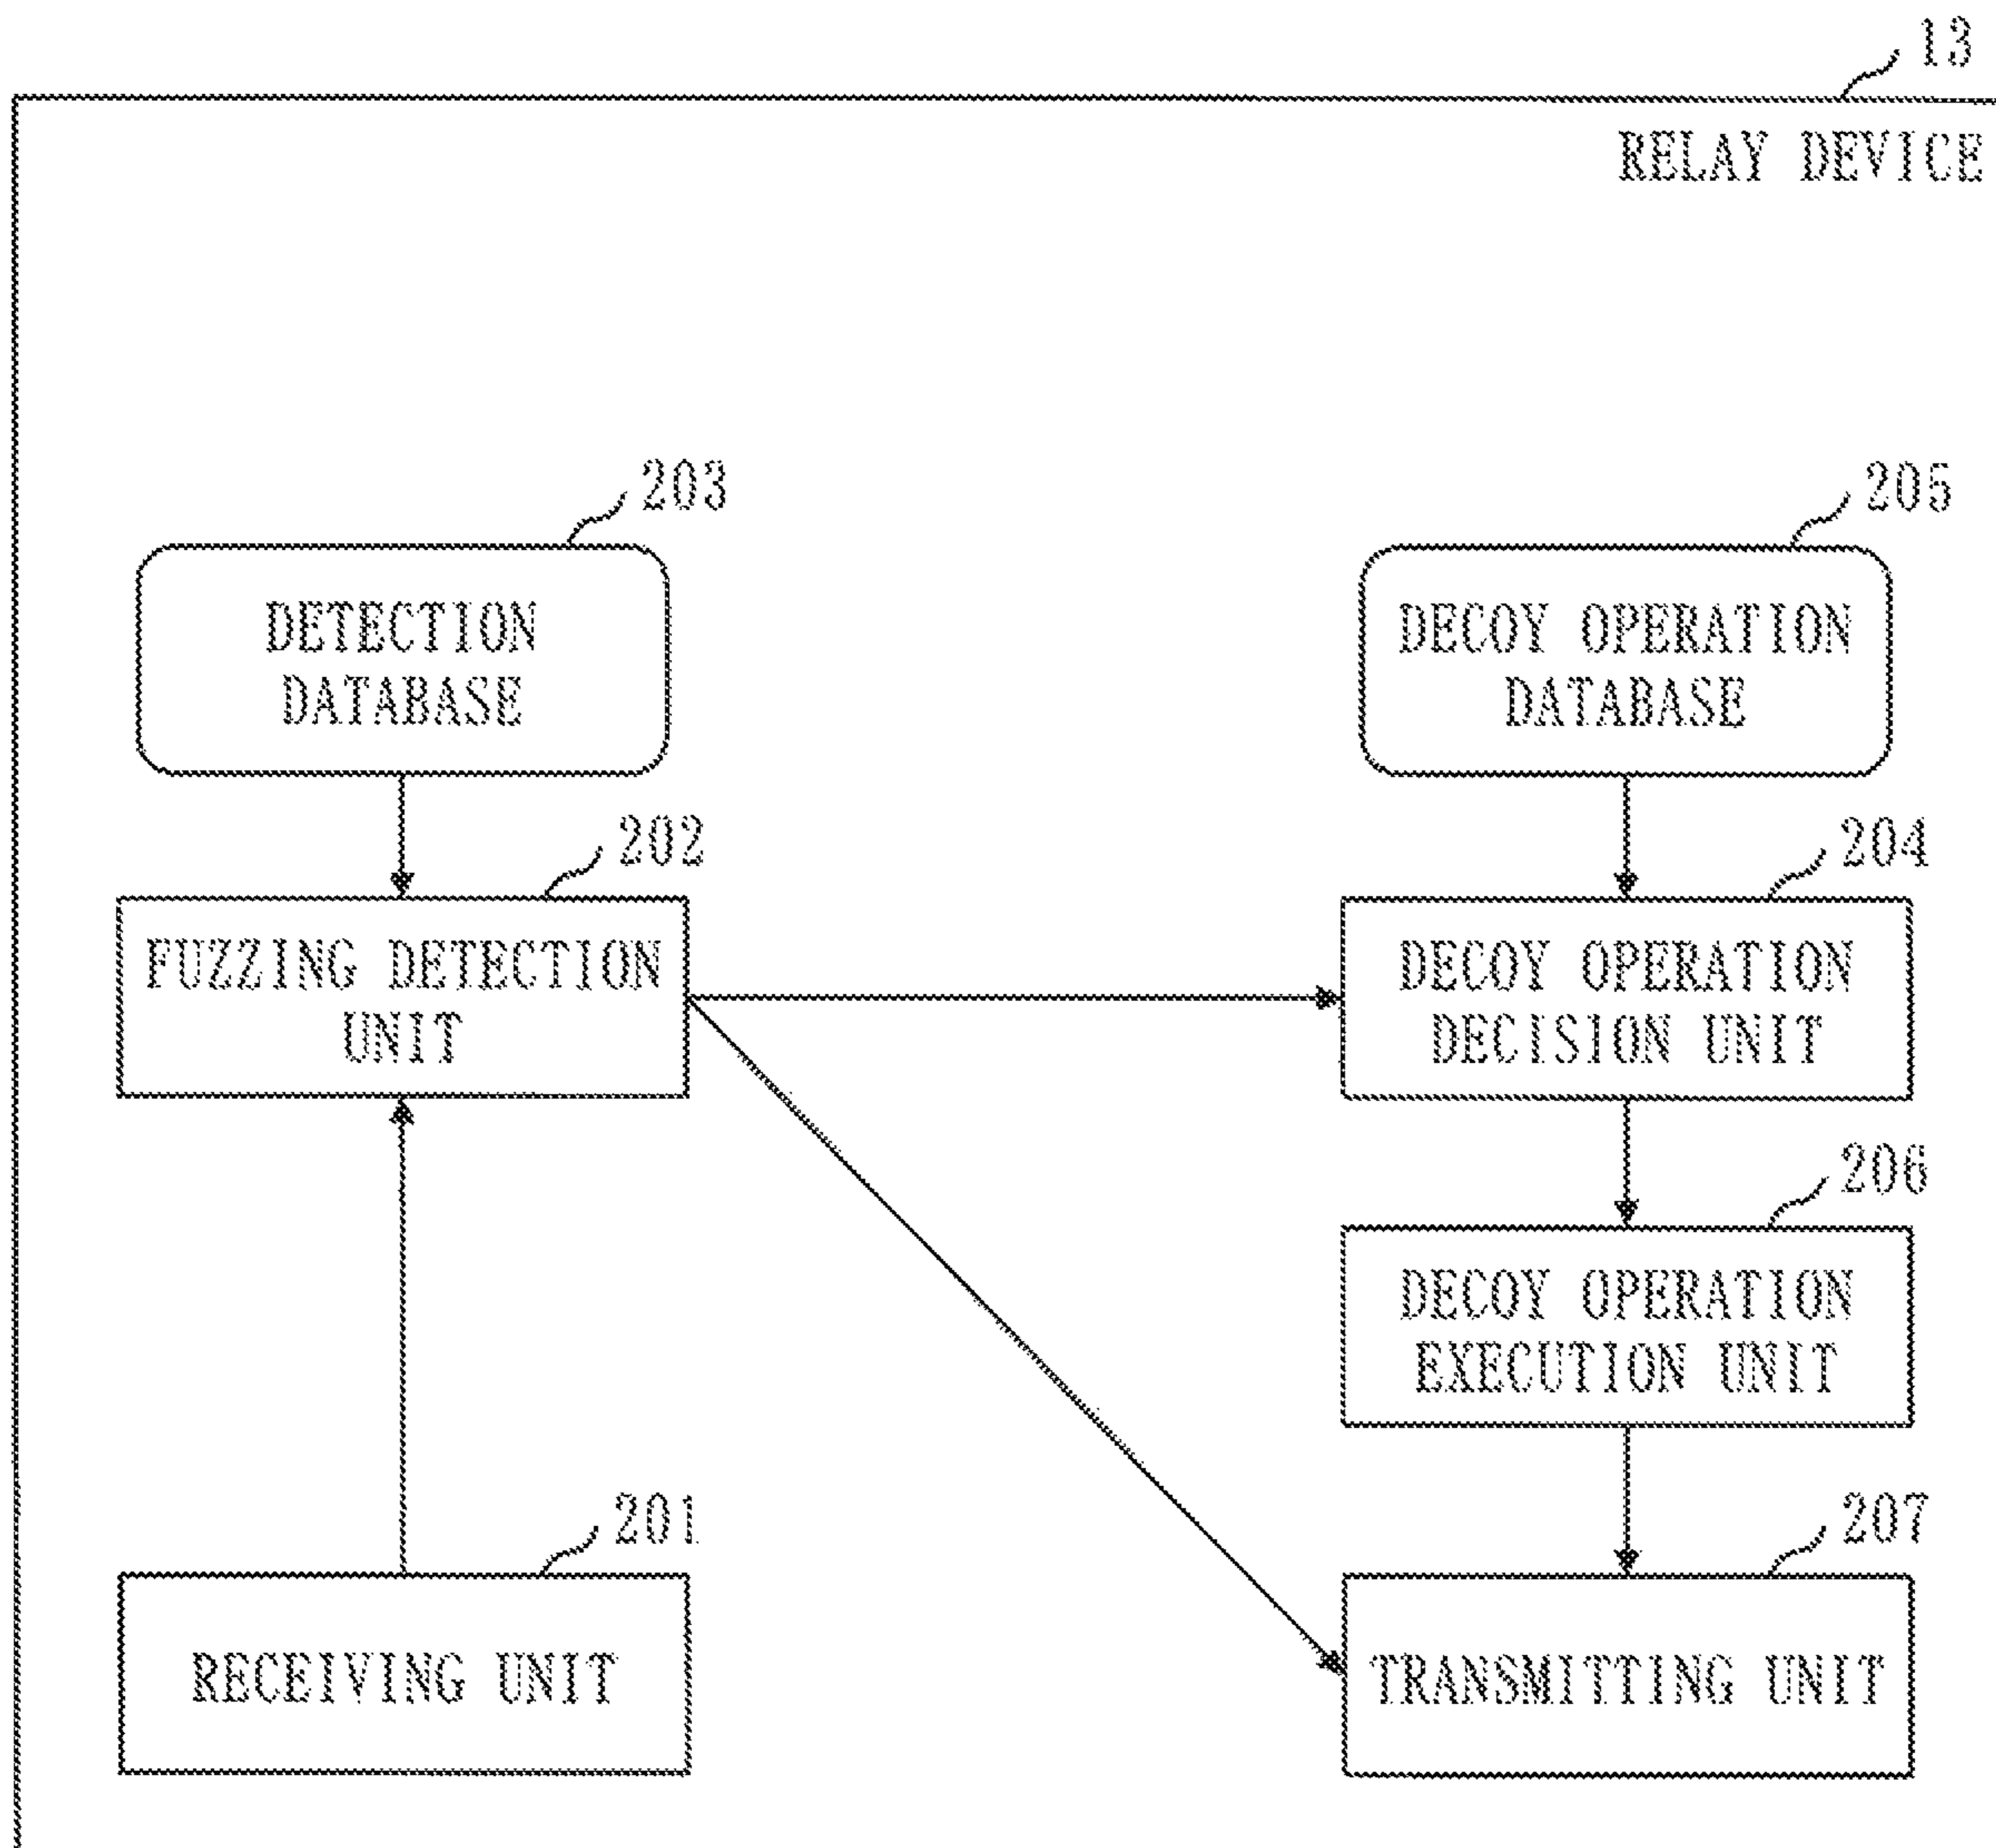 13
RELAY DEVICE
203
205
DETECTION
DATABASE
DECOY OPERATION
DATABASE
202
204
FUZZING DETECTION
UNIT
DECOY OPERATION
DECISION UNIT
206
DECOY OPERATION
EXECUTION UNIT
201
207
RECEIVING UNIT
TRANSMITTING UNIT